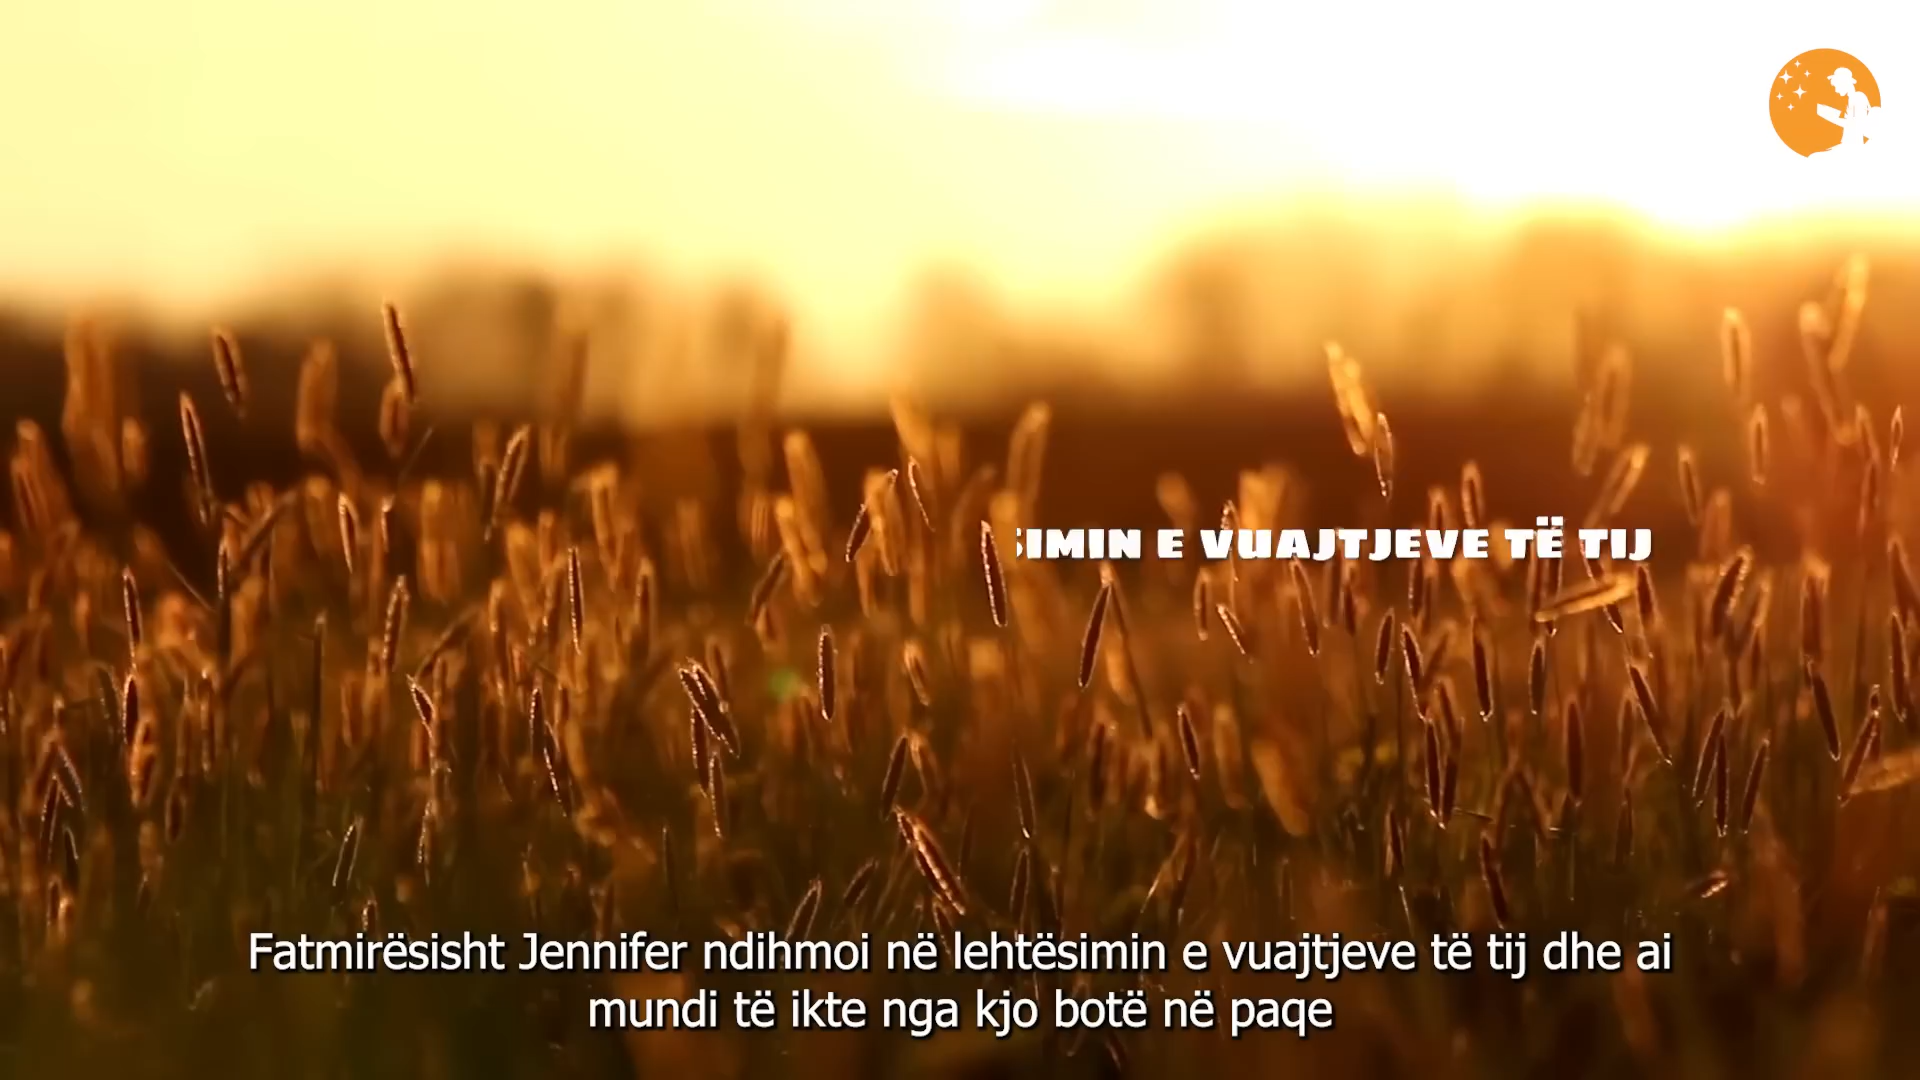 E VUAJTJEVE TË TIJ
Fatmirësisht Jennifer ndihmoi në lehtësimin e vuajtjeve të tij dhe ai
mundi të ikte nga kjo botë në paqe